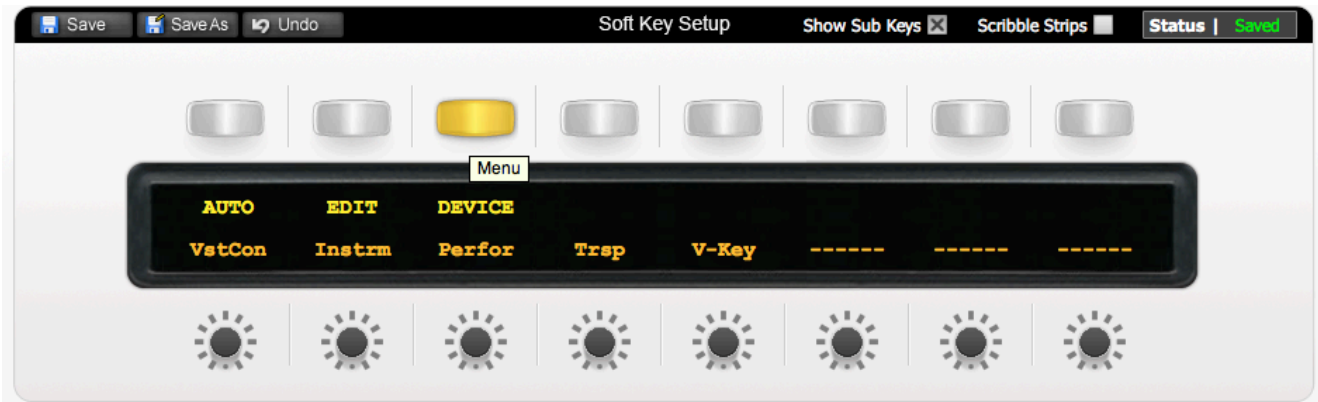 Save Save As Undo Soft Key Setup Show Sub Keys Scribble Strips Status | Saved
Menu
AUTO EDIT DEVICE
VstCon Instrm Perfor Trsp V-Key ------ ------ ------